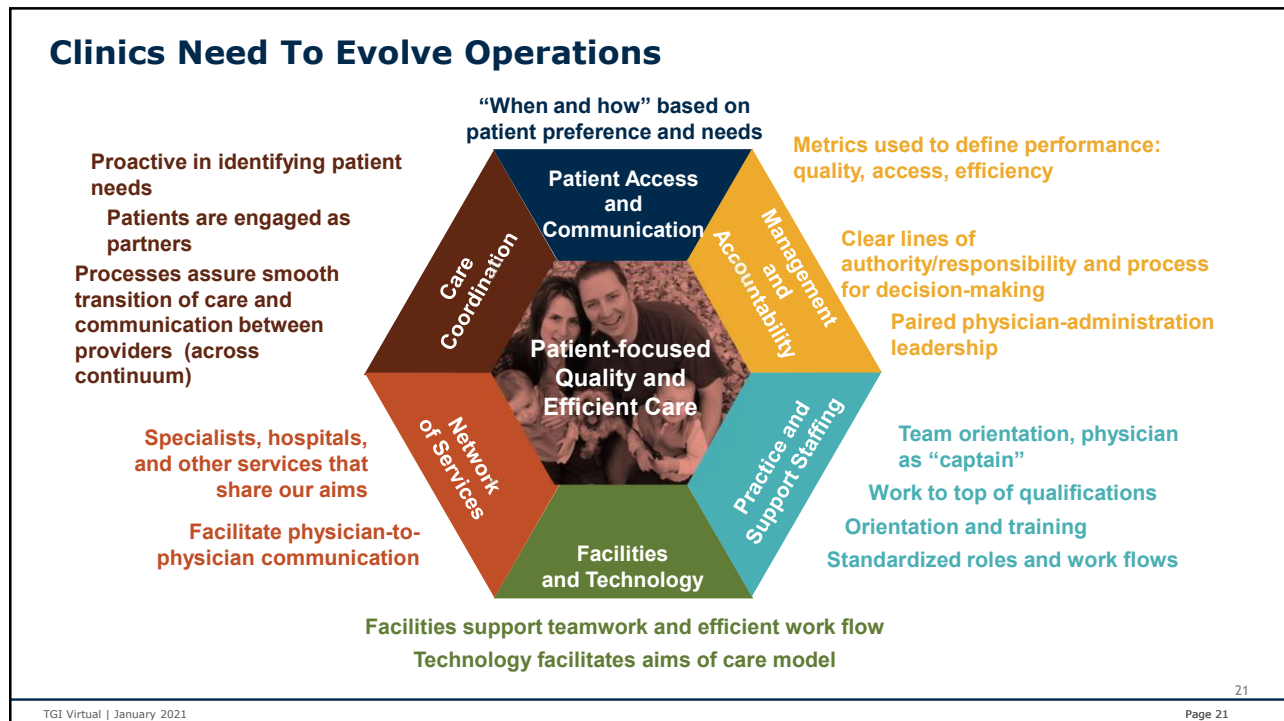 Clinics Need To Evolve Operations
“When and how” based on
patient preference and needs
Patient Access
and
Communication
Metrics used to define performance:
quality, access, efficiency
Clear lines of
authority/responsibility and process
for decision-making
Paired physician-administration
leadership
Management
and
Accountability
Proactive in identifying patient
needs
Patients are engaged as
partners
Processes assure smooth
transition of care and
communication between
providers  (across
continuum)
Care
Coordination
Patient-focused
Quality and
Efficient Care
Specialists, hospitals,
and other services that
share our aims
Facilitate physician-to-
physician communication
Network
of Services
Practice and
Support Staffing
Team orientation, physician
as “captain”
Work to top of qualifications
Orientation and training
Standardized roles and work flows
Facilities
and Technology
Facilities support teamwork and efficient work flow
Technology facilitates aims of care model
21
TGI Virtual | January 2021
Page 21